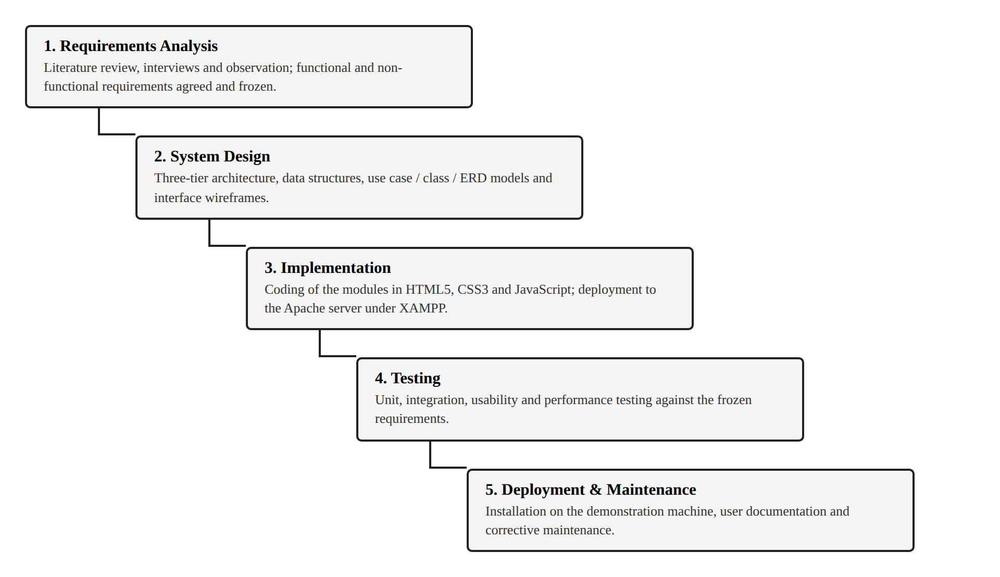 1. Requirements Analysis
Literature review, interviews and observation; functional and non-
functional requirements agreed and frozen.
2. System Design
Three-tier architecture, data structures, use case / class / ERD models and
interface wireframes.
3. Implementation
Coding of the modules in HTML5, CSS3 and JavaScript; deployment to
the Apache server under XAMPP.
4. Testing
Unit, integration, usability and performance testing against the frozen
requirements.
5. Deployment & Maintenance
Installation on the demonstration machine, user documentation and
corrective maintenance.